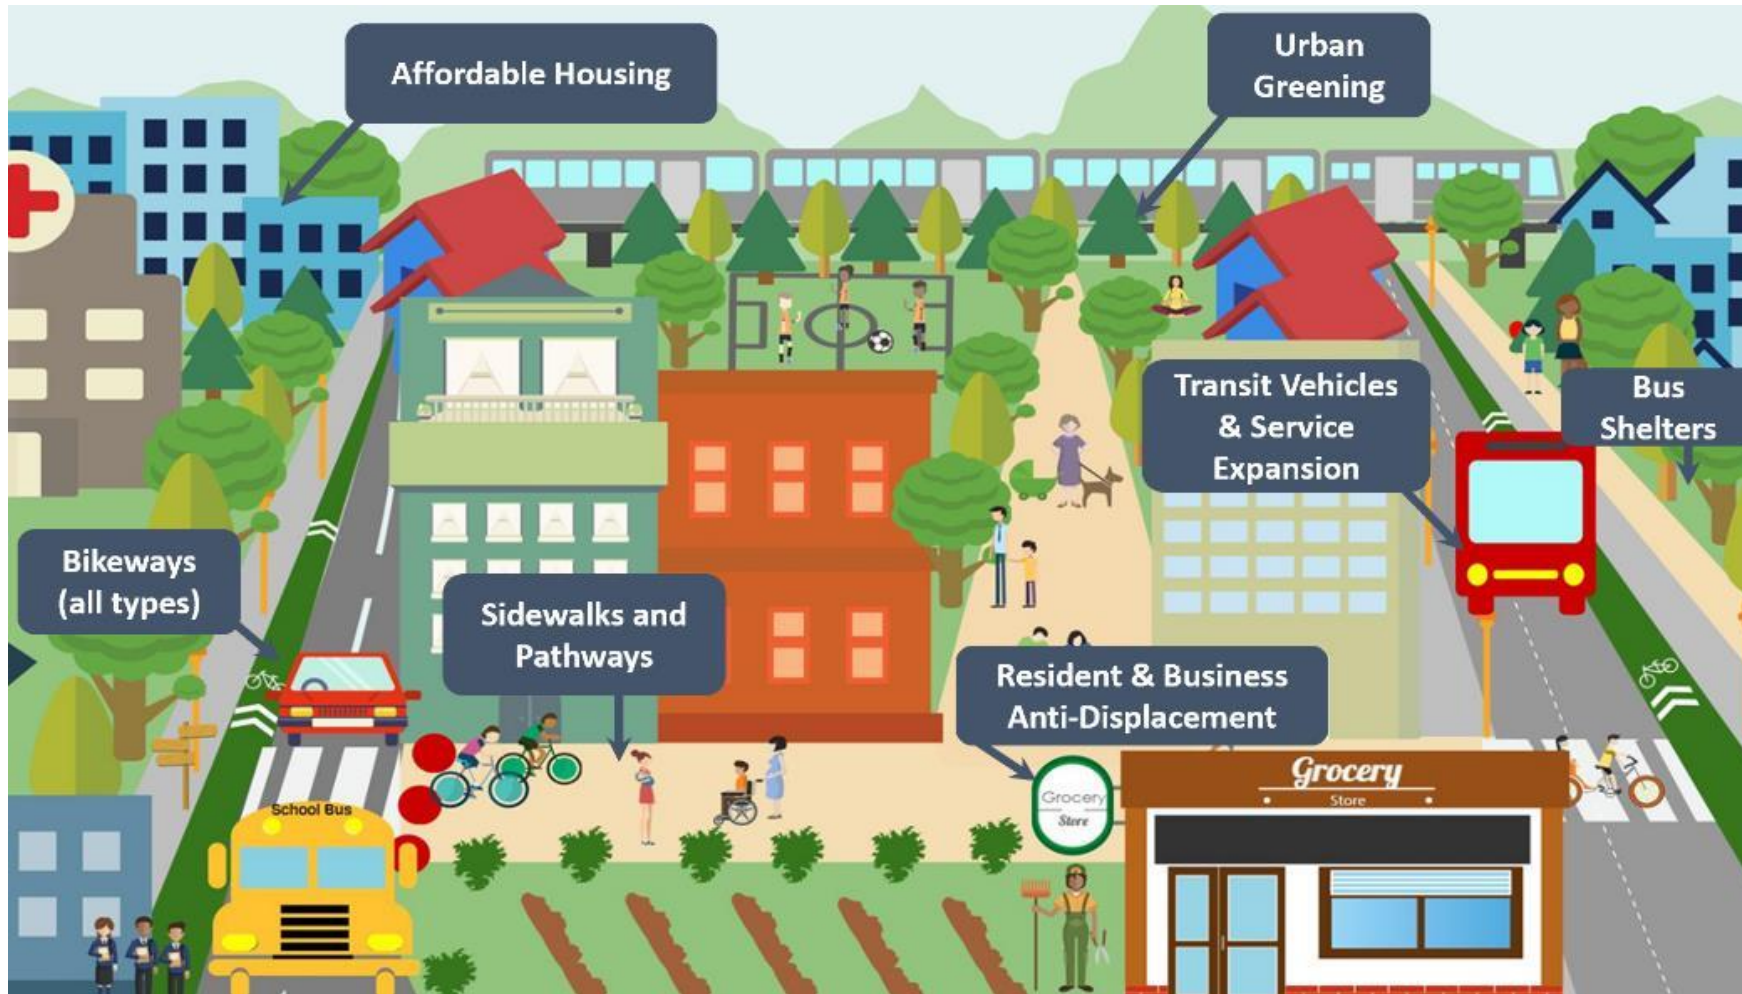 Affordable Housing
Urban
Greening
Transit Vehicles
& Service
Expansion
Bus
Shelters
Bikeways
(all types)
Sidewalks and
Pathways
Resident & Business
Anti-Displacement
Grocery
Store
Grocery
Store
School Bus